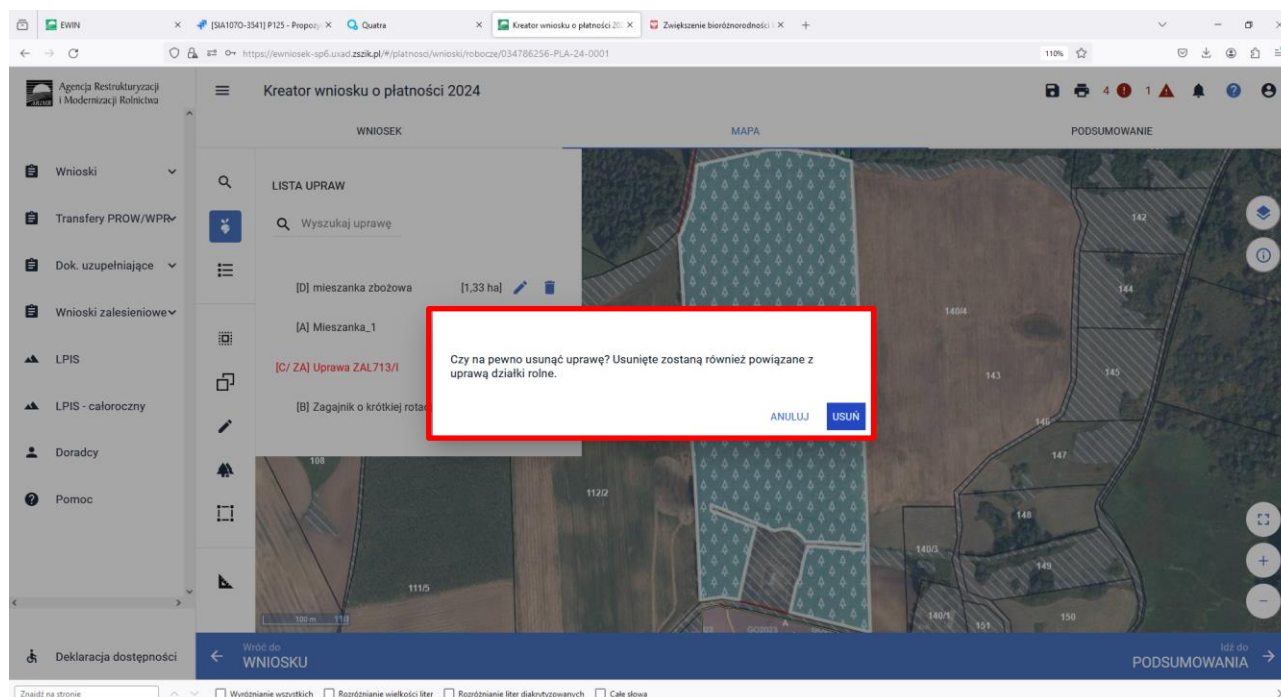 EWIN
[SIA1070-3541] P125 - Propozy
Quatra
Kreator wniosku o płatności 20
Zwiększenie bioróżnorodności
https://ewniosek-sp6.uxad.zszik.pl/#/platnosci/wnioski/robocze/034786256-PLA-24-0001
110%
Agencja Restrukturyzacji
i Modernizacji Rolnictwa
Kreator wniosku o płatności 2024
4 1
WNIOSEK
MAPA
PODSUMOWANIE
Wnioski
Transfery PROW/WPR
Dok. uzupełniające
Wnioski zalesieniowe
LPIS
LPIS - całoroczny
Doradcy
Pomoc
Deklaracja dostępności
LISTA UPRAW
Wyszukaj uprawę
[D] mieszanka zbożowa [1,33 ha]
[A] Mieszanka_1
[C/ ZA] Uprawa ZAL713/I
[B] Zagajnik o krótkiej rotac
Czy na pewno usunąć uprawę? Usunięte zostaną również powiązane z
uprawą działki rolne.
ANULUJ USUŃ
142
144
140/4
143
145
146
147
108
112/2
148
140/3
149
111/5
140/1
151
150
100 m
A
GO2023
Wróć do
WNIOSKU
Idź do
PODSUMOWANIA
Znajdź na stronie
Wyróżnianie wszystkich
Rozróżnianie wielkości liter
Rozróżnianie liter diakrytyzowanych
Całe słowa